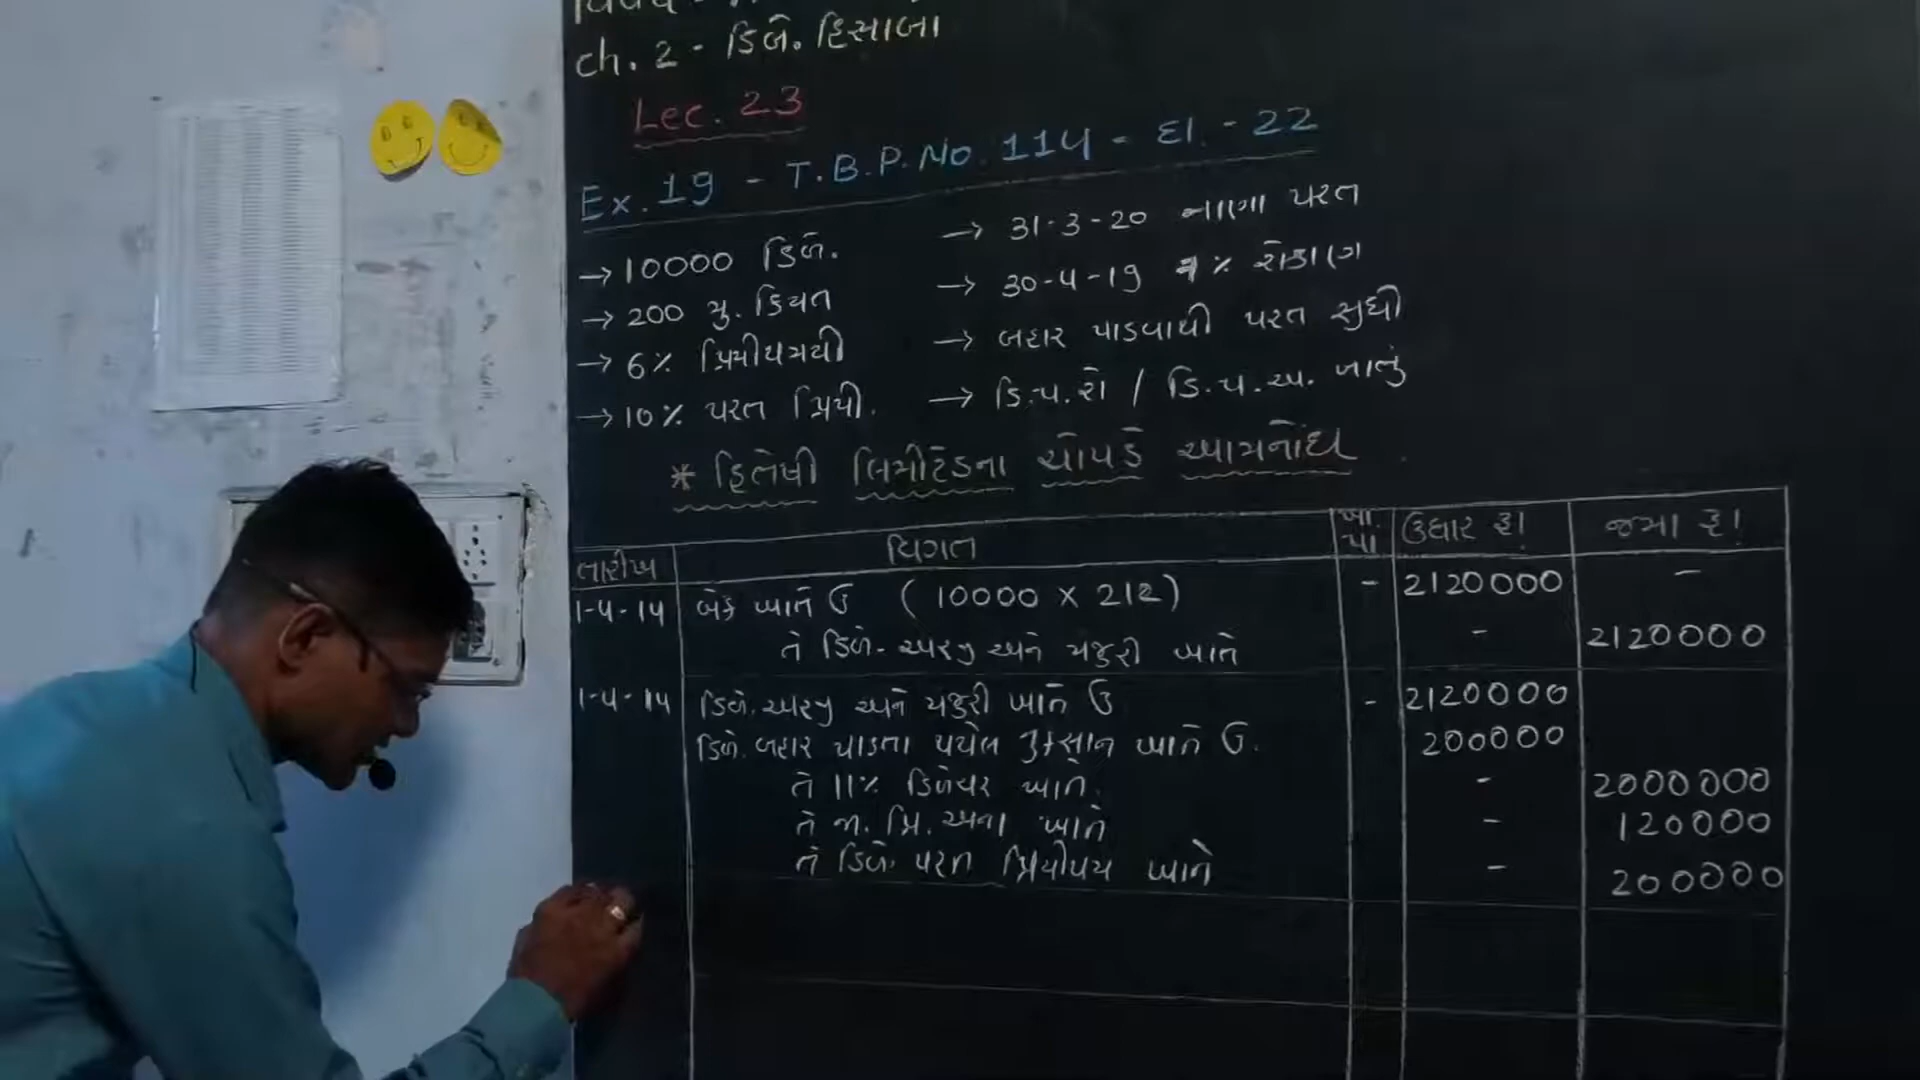 ch. 2 - ડિબે. હિસાબો
Lec. 23
Ex. 19 - T.B.P. No. 114 - દા. - 22
→ 10000 ડિબે.
→ 200 મુ. કિંમત
→ 6% પ્રિમીયમથી
→ 10% પરત પ્રિમી.
→ 31-3-20 નાણા પરત
→ 30-4-19 % રોકાણ
→ બહાર પાડવાથી પરત સુધી
→ ડિ.પ.રો / ડિ.પ.અ. ખાતું
* હિતેષી લિમીટેડના ચોપડે આમનોંધ
તારીખ વિગત ખા. પા ઉધાર રૂ! જમા રૂ!
1-4-14 બેંક ખાતે ઉ (10000 X 212) - 2120000 -
તે ડિબે- અરજી અને મંજુરી ખાતે - 2120000
1-4-14 ડિબે. અરજી અને મંજુરી ખાતે ઉ - 2120000
ડિબે. બહાર પાડતા થયેલ નુકસાન ખાતે ઉ. 200000
તે 11% ડિબેંચર ખાતે. - 2000000
તે જા. પ્રિ. અના ખાતે - 120000
તે ડિબે. પરત પ્રિમીયમ ખાતે - 200000